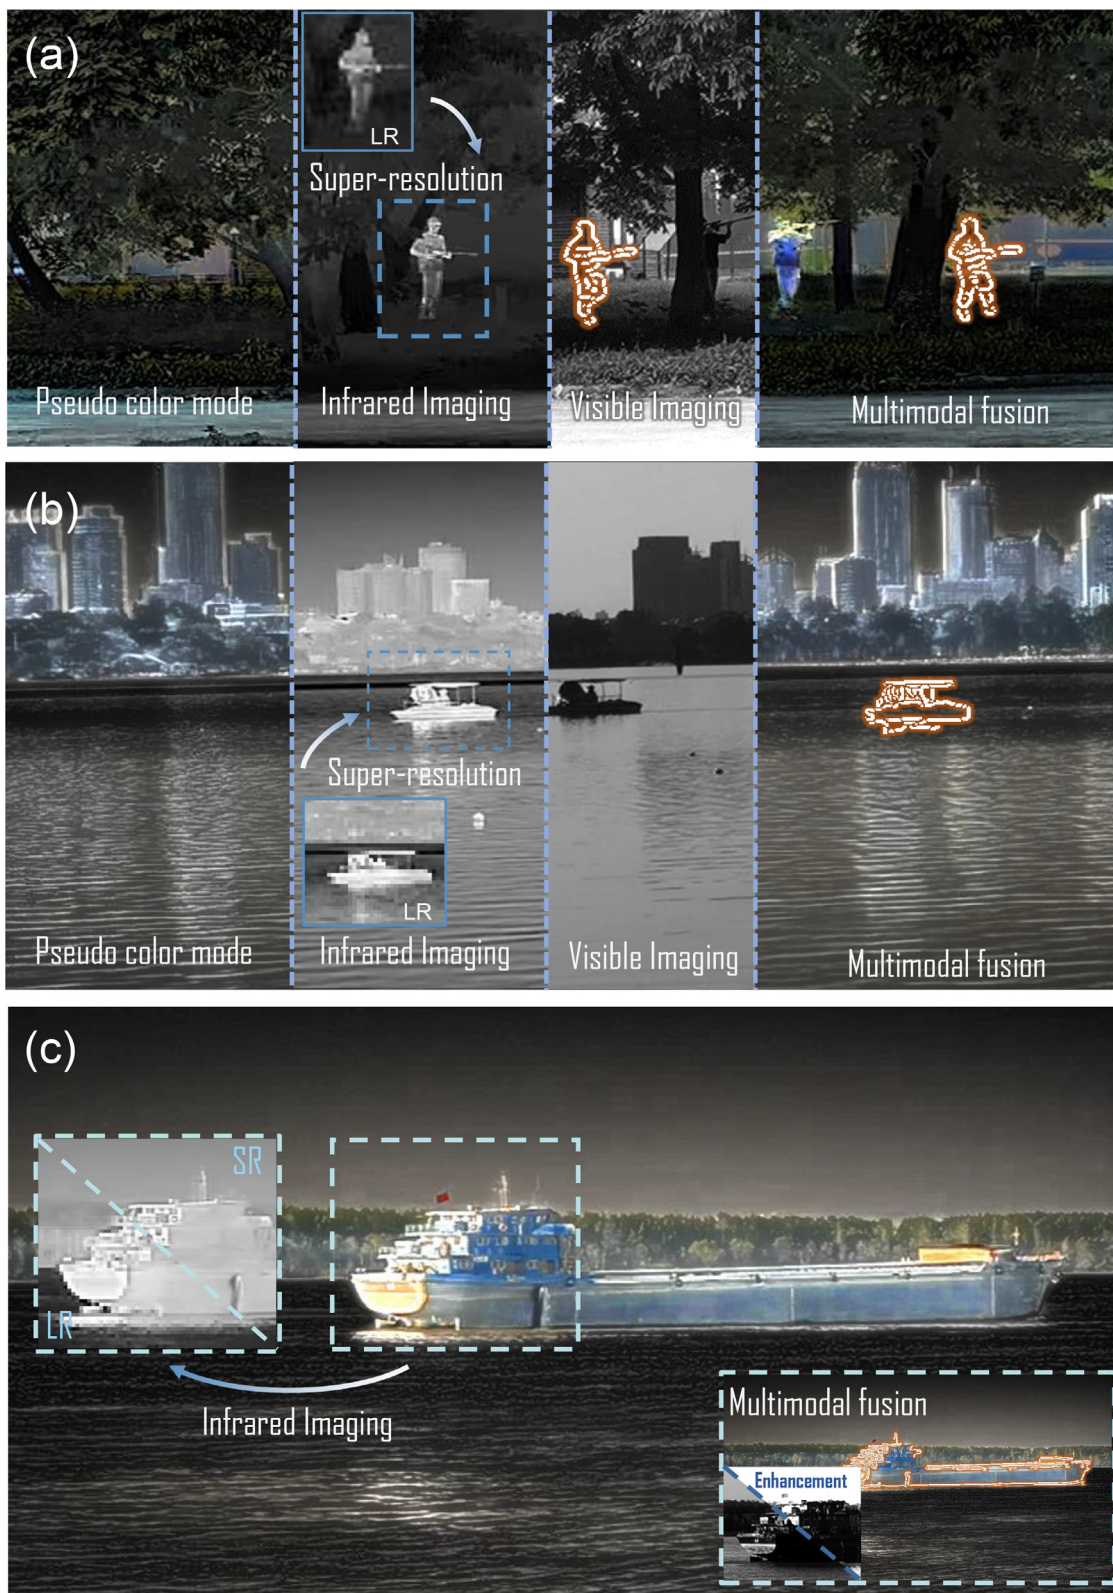 (a)
LR
Super-resolution
Pseudo color mode
Infrared Imaging
Visible Imaging
Multimodal fusion
(b)
Super-resolution
LR
Pseudo color mode
Infrared Imaging
Visible Imaging
Multimodal fusion
(c)
SR
LR
Infrared Imaging
Multimodal fusion
Enhancement